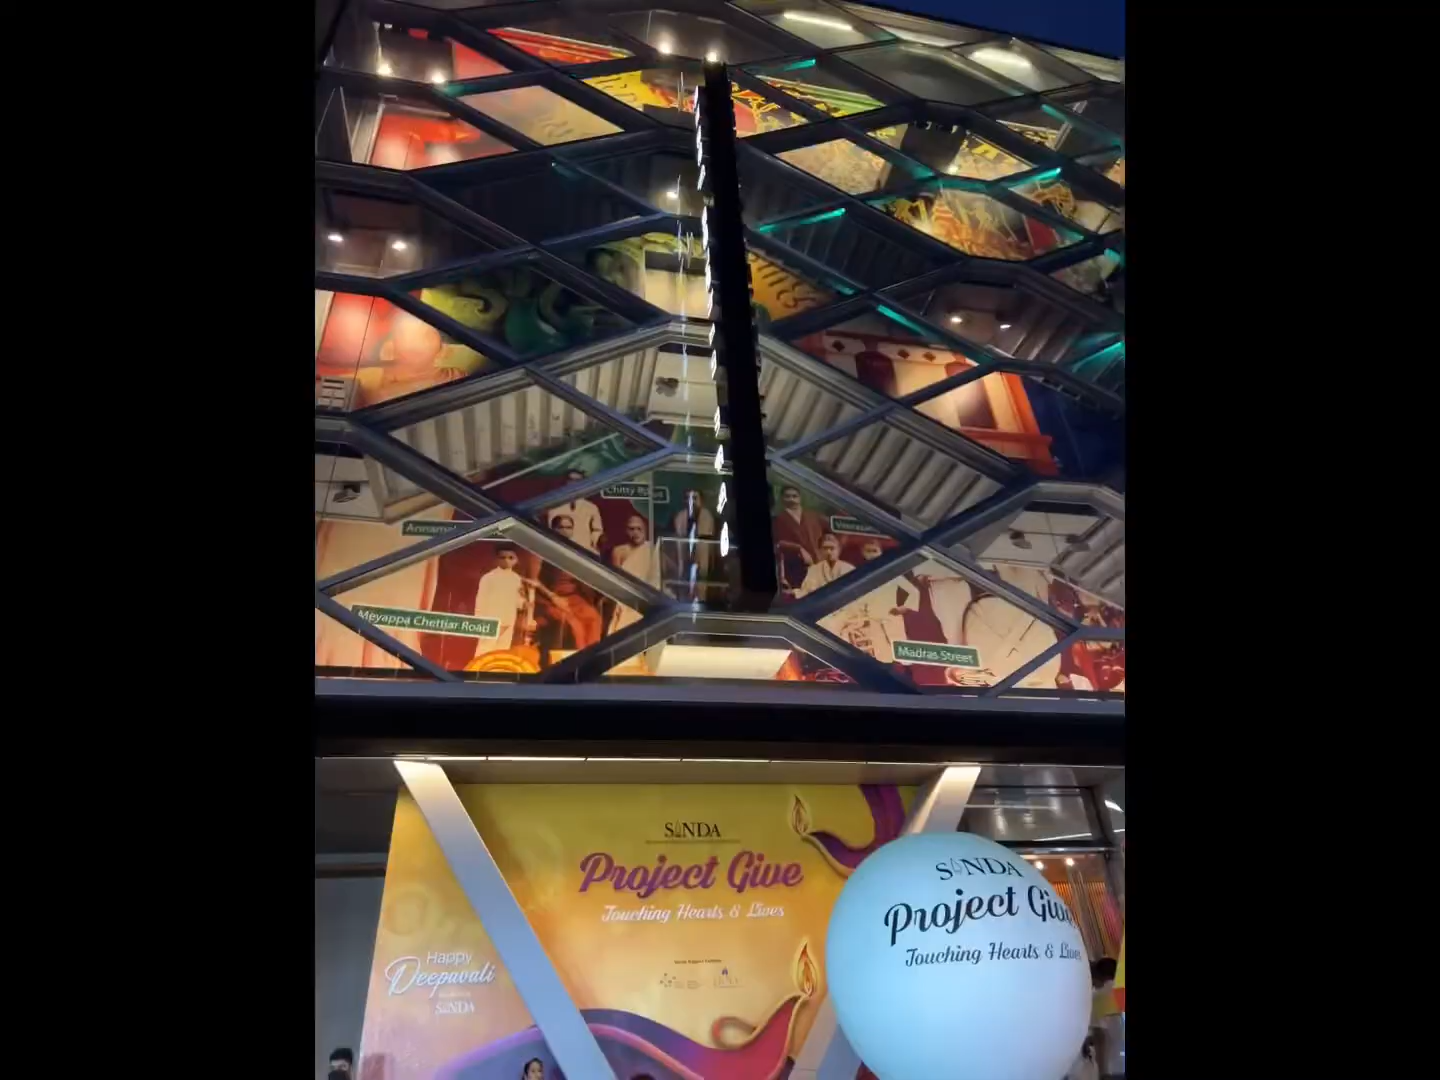 Chitty
Meyappa Chettiar Road
Madras Street
SINDA
Project Give
Touching Hearts & Lives
Happy
Deepavali
SINDA
SINDA
Project Give
Touching Hearts & Lives